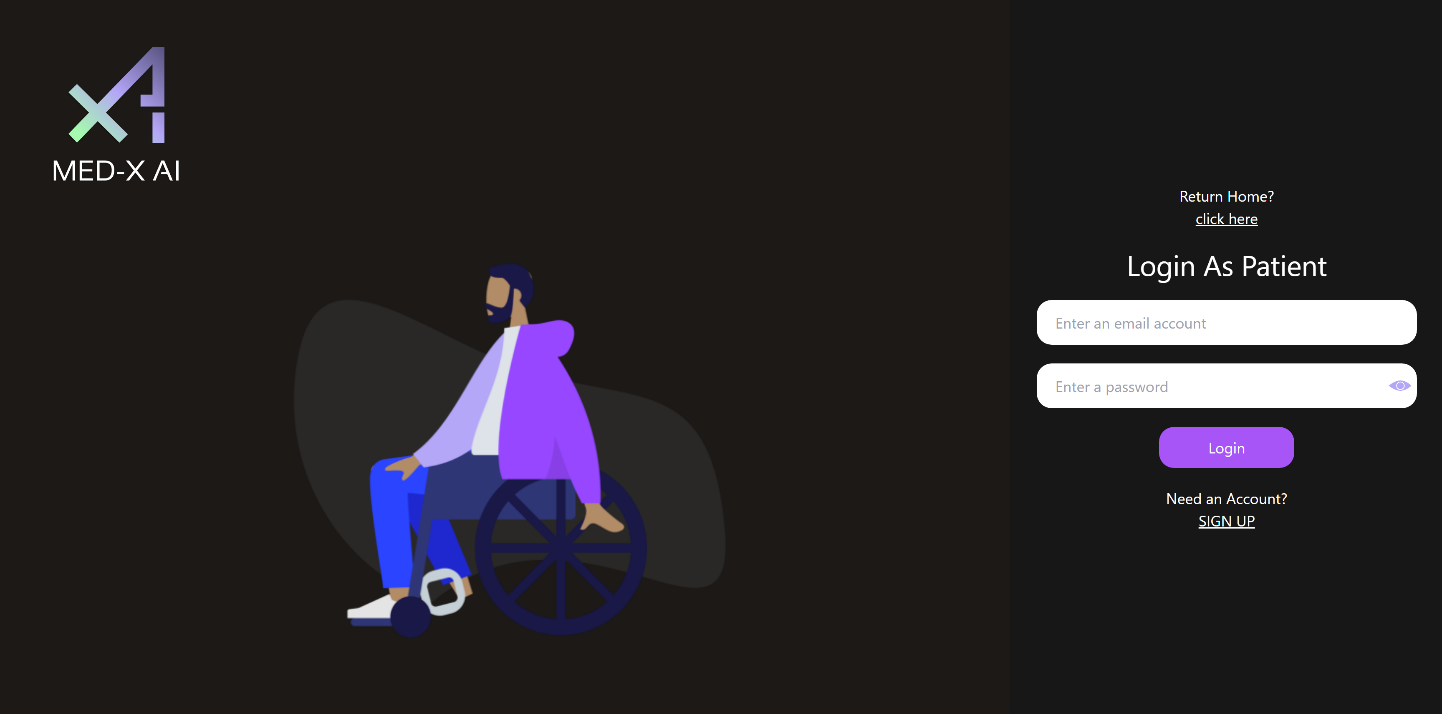 MED-X AI
Return Home?
click here
Login As Patient
Enter an email account
Enter a password
Login
Need an Account?
SIGN UP